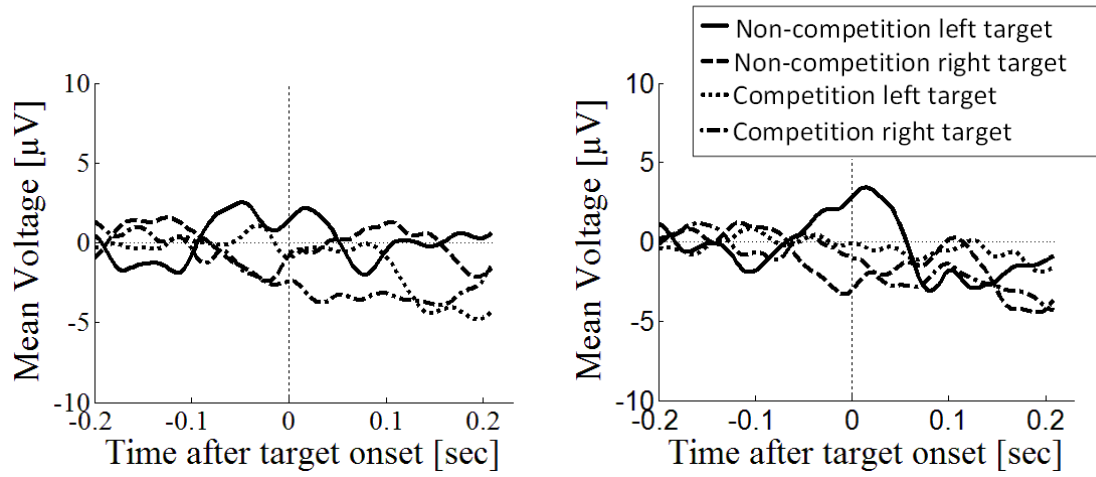 Non-competition left target
Non-competition right target
Competition left target
Competition right target
Mean Voltage [µV]
10
5
0
-5
-10
-0.2
-0.1
0
0.1
0.2
Time after target onset [sec]
Mean Voltage [µV]
10
5
0
-5
-10
-0.2
-0.1
0
0.1
0.2
Time after target onset [sec]